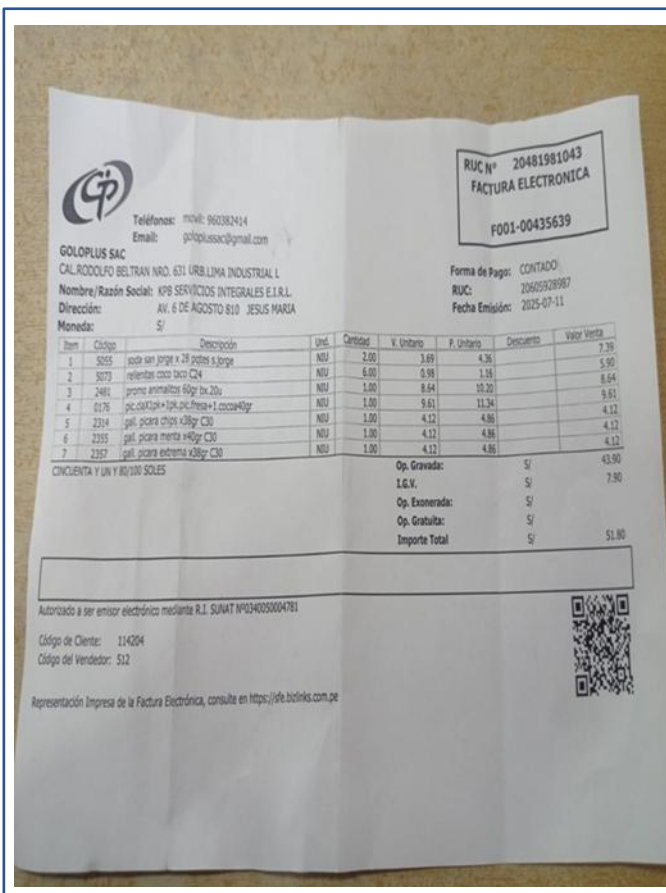 GP
RUC Nº 20481981043
FACTURA ELECTRONICA
F001-00435639
Teléfonos: movil: 960382414
Email: goloplussac@gmail.com
GOLOPLUS SAC
CAL.RODOLFO BELTRAN NRO. 631 URB.LIMA INDUSTRIAL L
Nombre/Razón Social: KPB SERVICIOS INTEGRALES E.I.R.L.
Dirección: AV. 6 DE AGOSTO 810 JESUS MARIA
Moneda: S/
Forma de Pago: CONTADO
RUC: 20605928987
Fecha Emisión: 2025-07-11
Item Código Descripción Und. Cantidad V. Unitario P. Unitario Descuento Valor Venta
1 5055 soda san jorge x 28 pqtes s.jorge NIU 2.00 3.69 4.36 7.39
2 5073 rellenitas coco taco C24 NIU 6.00 0.98 1.16 5.90
3 2481 promo animalitos 60gr bx.20u NIU 1.00 8.64 10.20 8.64
4 0176 pic.claX1pk+1pk.pic.fresa+1.cocoa40gr NIU 1.00 9.61 11.34 9.61
5 2314 gall. picara chips x38gr C30 NIU 1.00 4.12 4.86 4.12
6 2355 gall. picara menta x40gr C30 NIU 1.00 4.12 4.86 4.12
7 2357 gall. picara extrema x38gr C30 NIU 1.00 4.12 4.86 4.12
CINCUENTA Y UN Y 80/100 SOLES
Op. Gravada: S/ 43.90
I.G.V. S/ 7.90
Op. Exonerada: S/
Op. Gratuita: S/
Importe Total S/ 51.80
Autorizado a ser emisor electrónico mediante R.I. SUNAT Nº0340050004781
Código de Cliente: 114204
Código del Vendedor: 512
Representación Impresa de la Factura Electrónica, consulte en https://sfe.bizlinks.com.pe